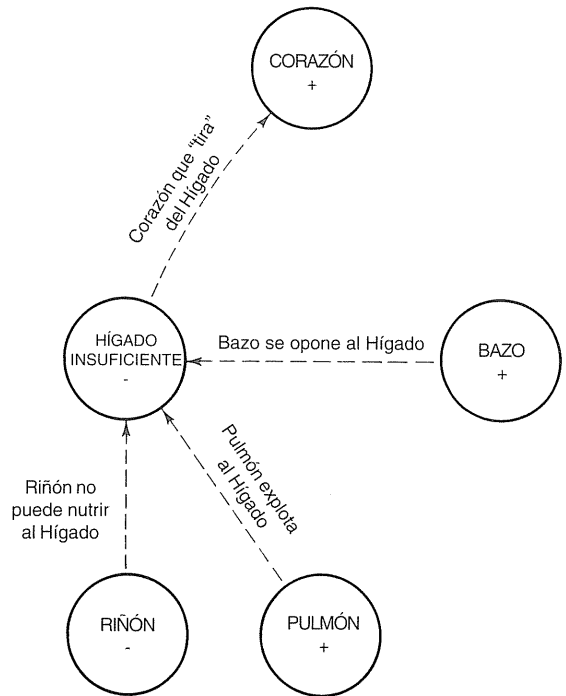 CORAZÓN
+
Corazón que "tira"
del Hígado
HÍGADO
INSUFICIENTE
-
Bazo se opone al Hígado
BAZO
+
Pulmón explota
al Hígado
Riñón no
puede nutrir
al Hígado
RIÑÓN
-
PULMÓN
+